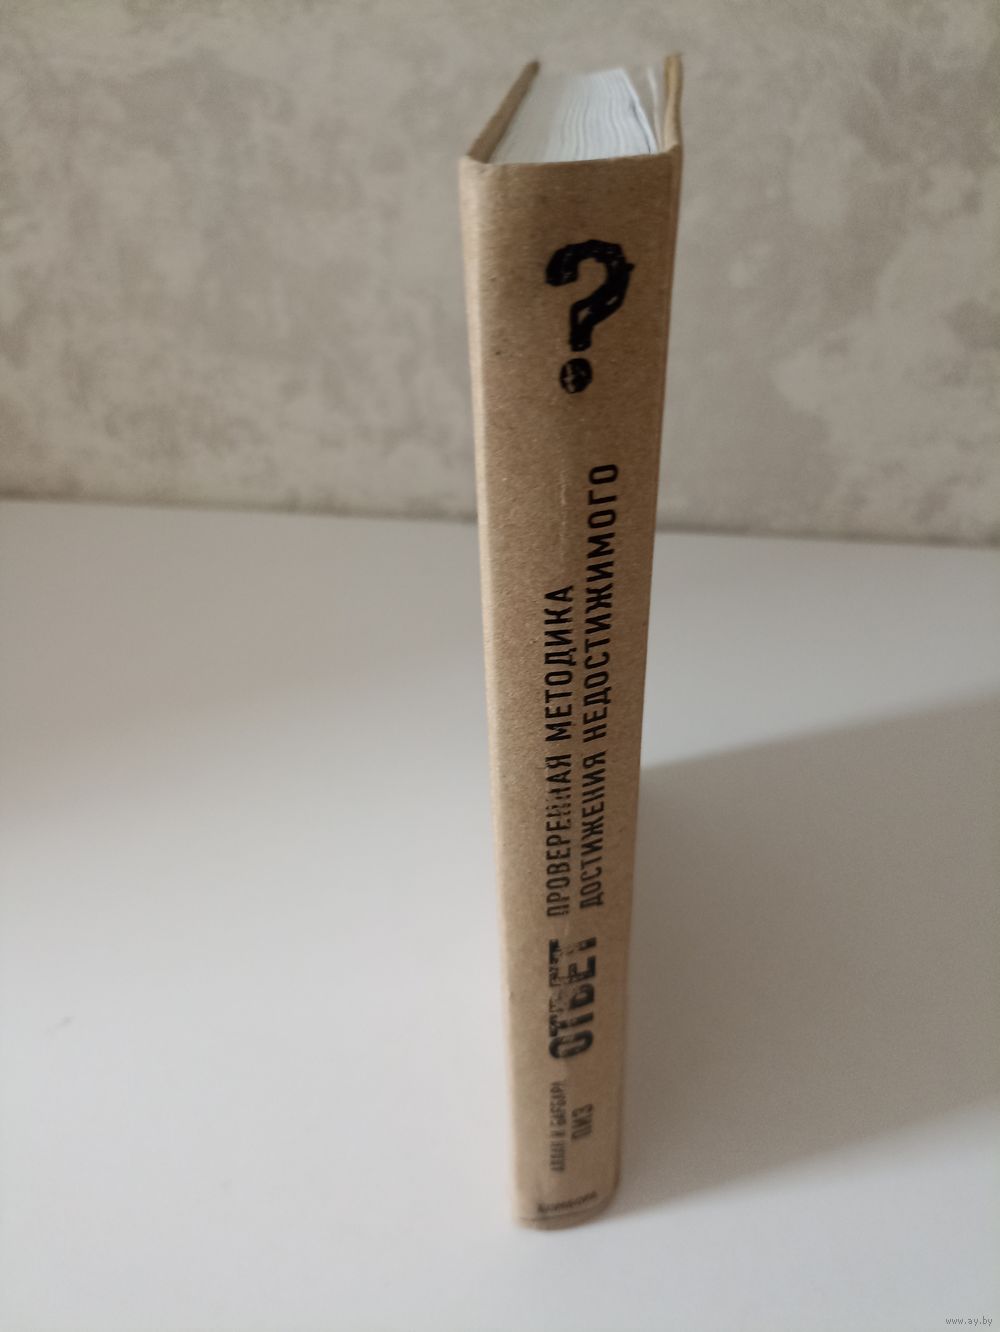 АЛЛАН И БАРБАРА
ПИЗ
ОТВЕТ
ПРОВЕРЕННАЯ МЕТОДИКА
ДОСТИЖЕНИЯ НЕДОСТИЖИМОГО
?
www.ay.by